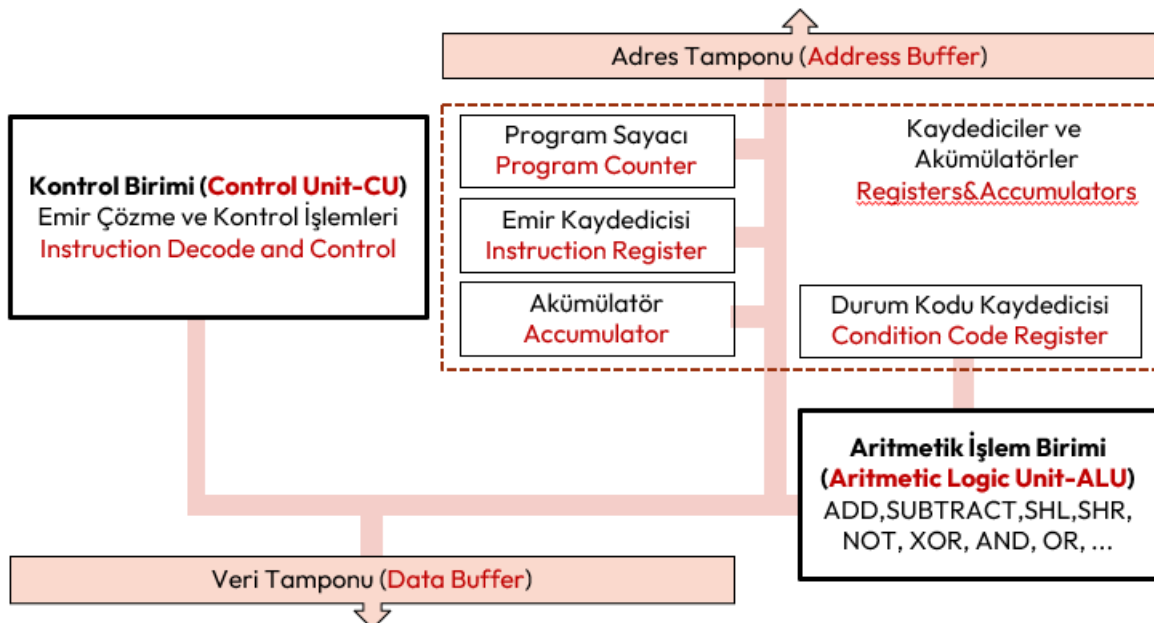 Adres Tamponu (Address Buffer)
Kontrol Birimi (Control Unit-CU)
Emir Çözme ve Kontrol İşlemleri
Instruction Decode and Control
Program Sayacı
Program Counter
Emir Kaydedicisi
Instruction Register
Akümülatör
Accumulator
Kaydediciler ve
Akümülatörler
Registers&Accumulators
Durum Kodu Kaydedicisi
Condition Code Register
Aritmetik İşlem Birimi
(Aritmetic Logic Unit-ALU)
ADD,SUBTRACT,SHL,SHR,
NOT, XOR, AND, OR, ...
Veri Tamponu (Data Buffer)